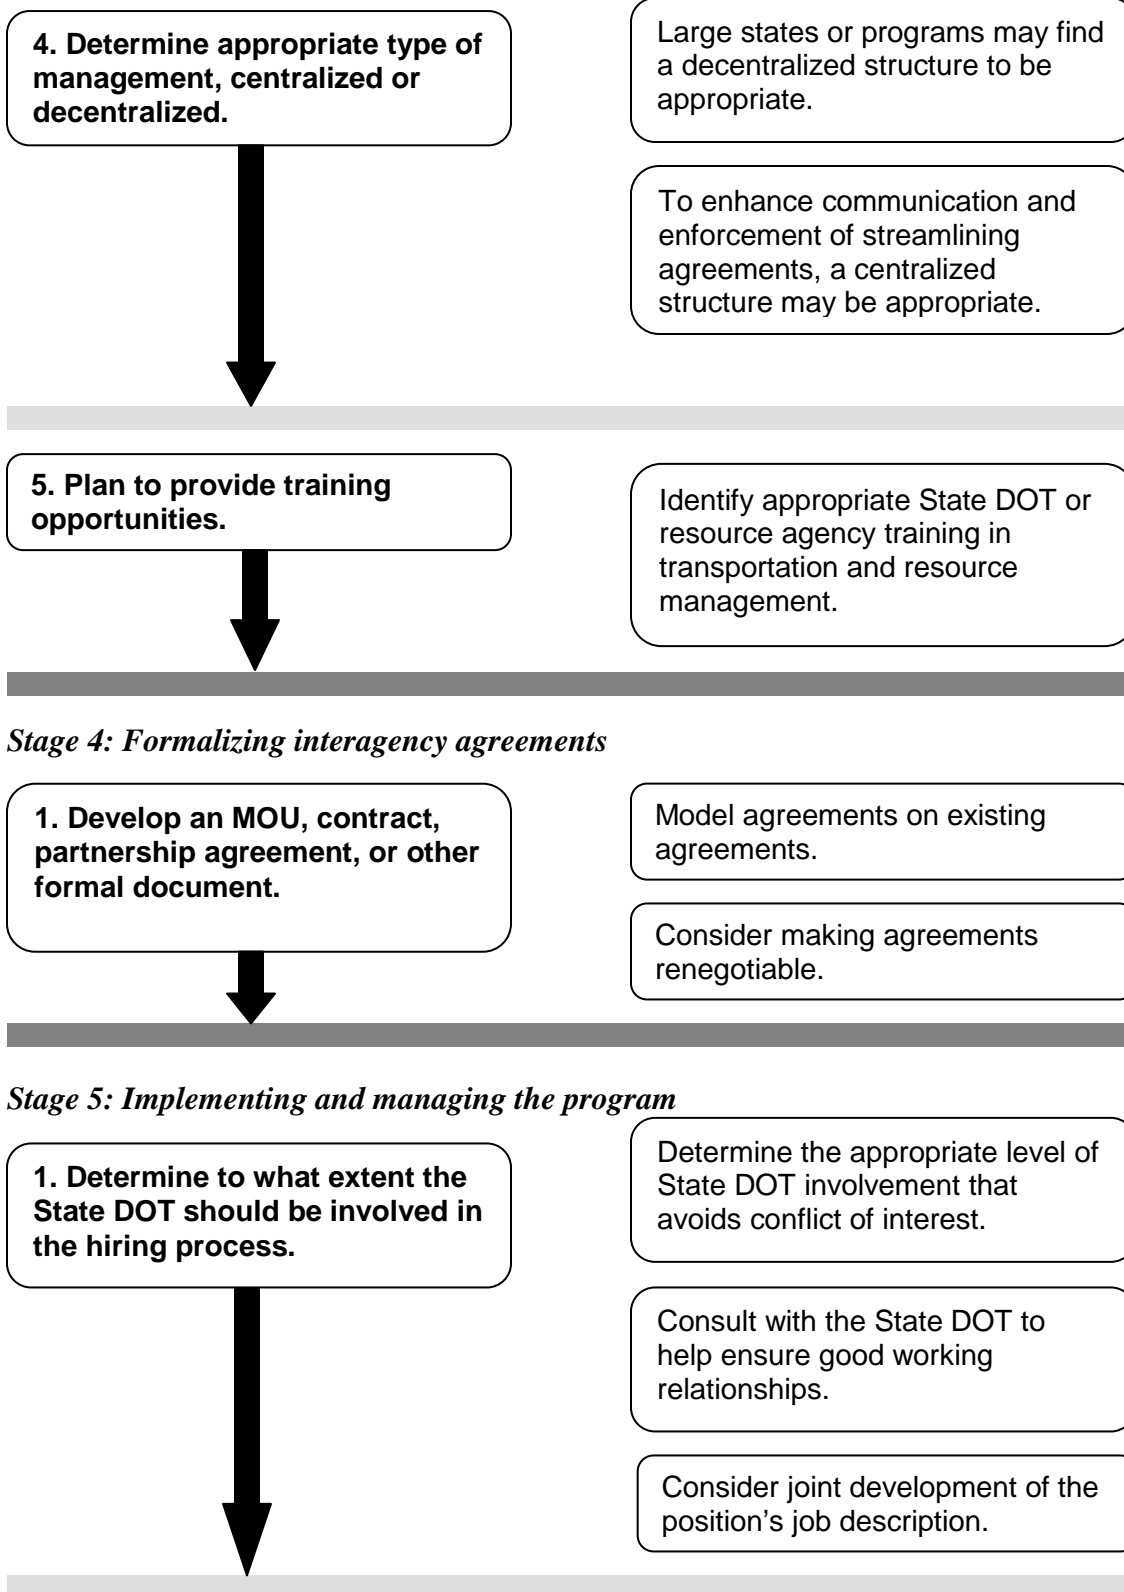 4. Determine appropriate type of
management, centralized or
decentralized.
Large states or programs may find
a decentralized structure to be
appropriate.
To enhance communication and
enforcement of streamlining
agreements, a centralized
structure may be appropriate.
5. Plan to provide training
opportunities.
Identify appropriate State DOT or
resource agency training in
transportation and resource
management.
Stage 4: Formalizing interagency agreements
1. Develop an MOU, contract,
partnership agreement, or other
formal document.
Model agreements on existing
agreements.
Consider making agreements
renegotiable.
Stage 5: Implementing and managing the program
1. Determine to what extent the
State DOT should be involved in
the hiring process.
Determine the appropriate level of
State DOT involvement that
avoids conflict of interest.
Consult with the State DOT to
help ensure good working
relationships.
Consider joint development of the
position’s job description.